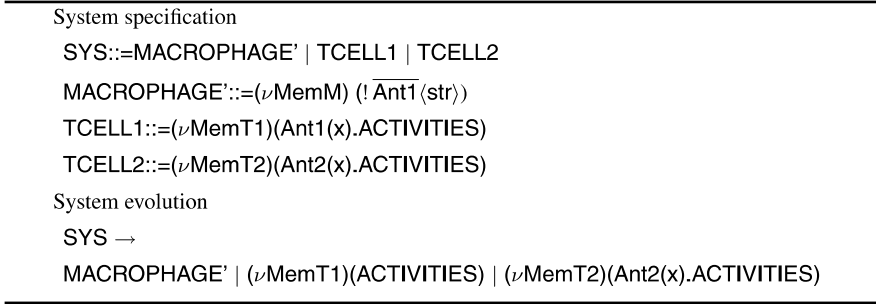 System specification
SYS::=MACROPHAGE' | TCELL1 | TCELL2
MACROPHAGE'::=(νMemM) (! A̅n̅t̅1̅⟨str⟩)
TCELL1::=(νMemT1)(Ant1(x).ACTIVITIES)
TCELL2::=(νMemT2)(Ant2(x).ACTIVITIES)
System evolution
SYS →
MACROPHAGE' | (νMemT1)(ACTIVITIES) | (νMemT2)(Ant2(x).ACTIVITIES)